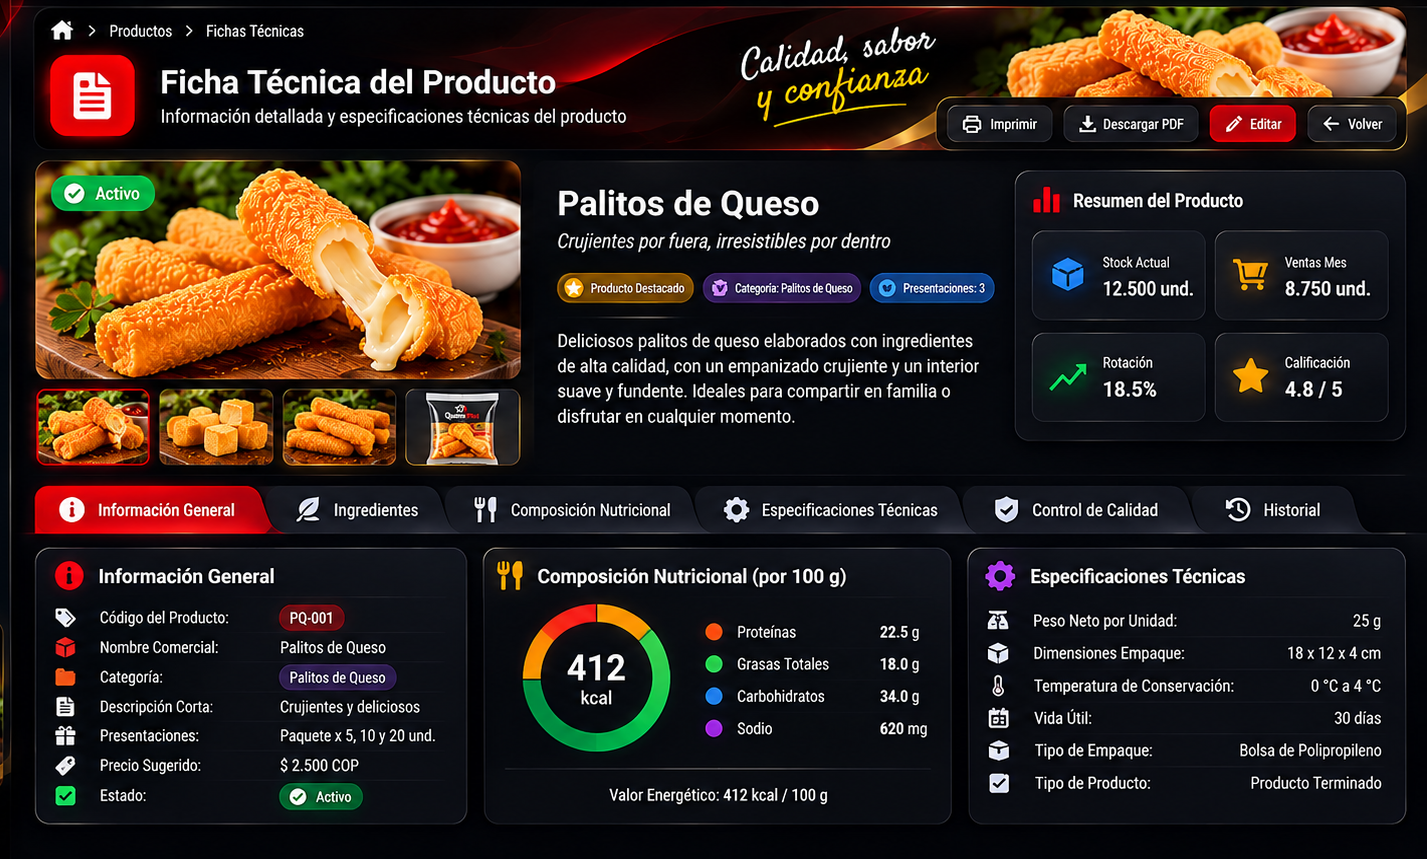 Productos
Fichas Técnicas
Ficha Técnica del Producto
Información detallada y especificaciones técnicas del producto
Calidad, sabor
y confianza
Imprimir
Descargar PDF
Editar
Volver
Activo
Palitos de Queso
Crujientes por fuera, irresistibles por dentro
Producto Destacado
Categoría: Palitos de Queso
Presentaciones: 3
Deliciosos palitos de queso elaborados con ingredientes
de alta calidad, con un empanizado crujiente y un interior
suave y fundente. Ideales para compartir en familia o
disfrutar en cualquier momento.
Resumen del Producto
Stock Actual
12.500 und.
Ventas Mes
8.750 und.
Rotación
18.5%
Calificación
4.8 / 5
Información General
Ingredientes
Composición Nutricional
Especificaciones Técnicas
Control de Calidad
Historial
Información General
Código del Producto: PQ-001
Nombre Comercial: Palitos de Queso
Categoría: Palitos de Queso
Descripción Corta: Crujientes y deliciosos
Presentaciones: Paquete x 5, 10 y 20 und.
Precio Sugerido: $ 2.500 COP
Estado: Activo
Composición Nutricional (por 100 g)
412
kcal
Proteínas 22.5 g
Grasas Totales 18.0 g
Carbohidratos 34.0 g
Sodio 620 mg
Valor Energético: 412 kcal / 100 g
Especificaciones Técnicas
Peso Neto por Unidad: 25 g
Dimensiones Empaque: 18 x 12 x 4 cm
Temperatura de Conservación: 0 °C a 4 °C
Vida Útil: 30 días
Tipo de Empaque: Bolsa de Polipropileno
Tipo de Producto: Producto Terminado